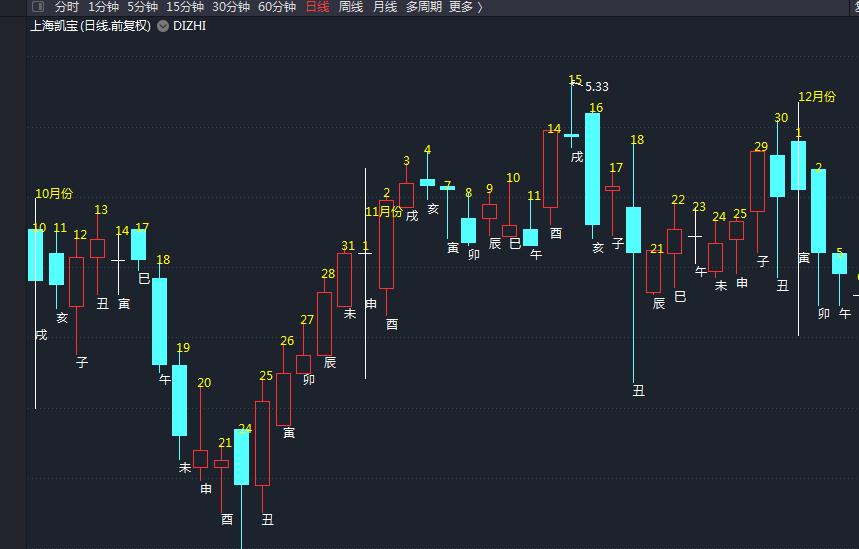 分时 1分钟 5分钟 15分钟 30分钟 60分钟 日线 周线 月线 多周期 更多 〉
上海凯宝(日线.前复权) DIZHI
15 5.33
16
12月份
30
18
14
1
29
戌
4
3
17
2
10月份
8
9
10
2
11
22
11月份
戌
亥
23
13
24
25
10
11
12
14
17
酉
寅
卯
辰
巳
午
亥
子
31
1
21
5
18
子
寅
未
申
午
巳
28
丑
寅
巳
丑
亥
申
未
辰
卯
午
27
酉
戌
26
19
子
卯
辰
午
25
20
丑
24
寅
21
未
申
酉
丑